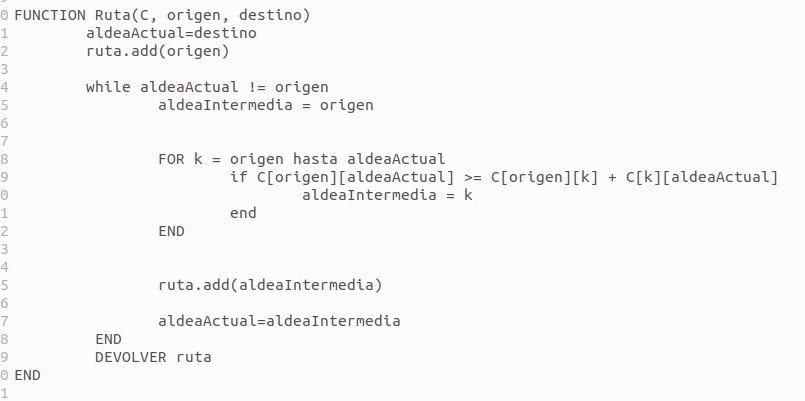 0 FUNCTION Ruta(C, origen, destino)
1 aldeaActual=destino
2 ruta.add(origen)
3
4 while aldeaActual != origen
5 aldeaIntermedia = origen
6
7
8 FOR k = origen hasta aldeaActual
9 if C[origen][aldeaActual] >= C[origen][k] + C[k][aldeaActual]
0 aldeaIntermedia = k
1 end
2 END
3
4
5 ruta.add(aldeaIntermedia)
6
7 aldeaActual=aldeaIntermedia
8 END
9 DEVOLVER ruta
0 END
1